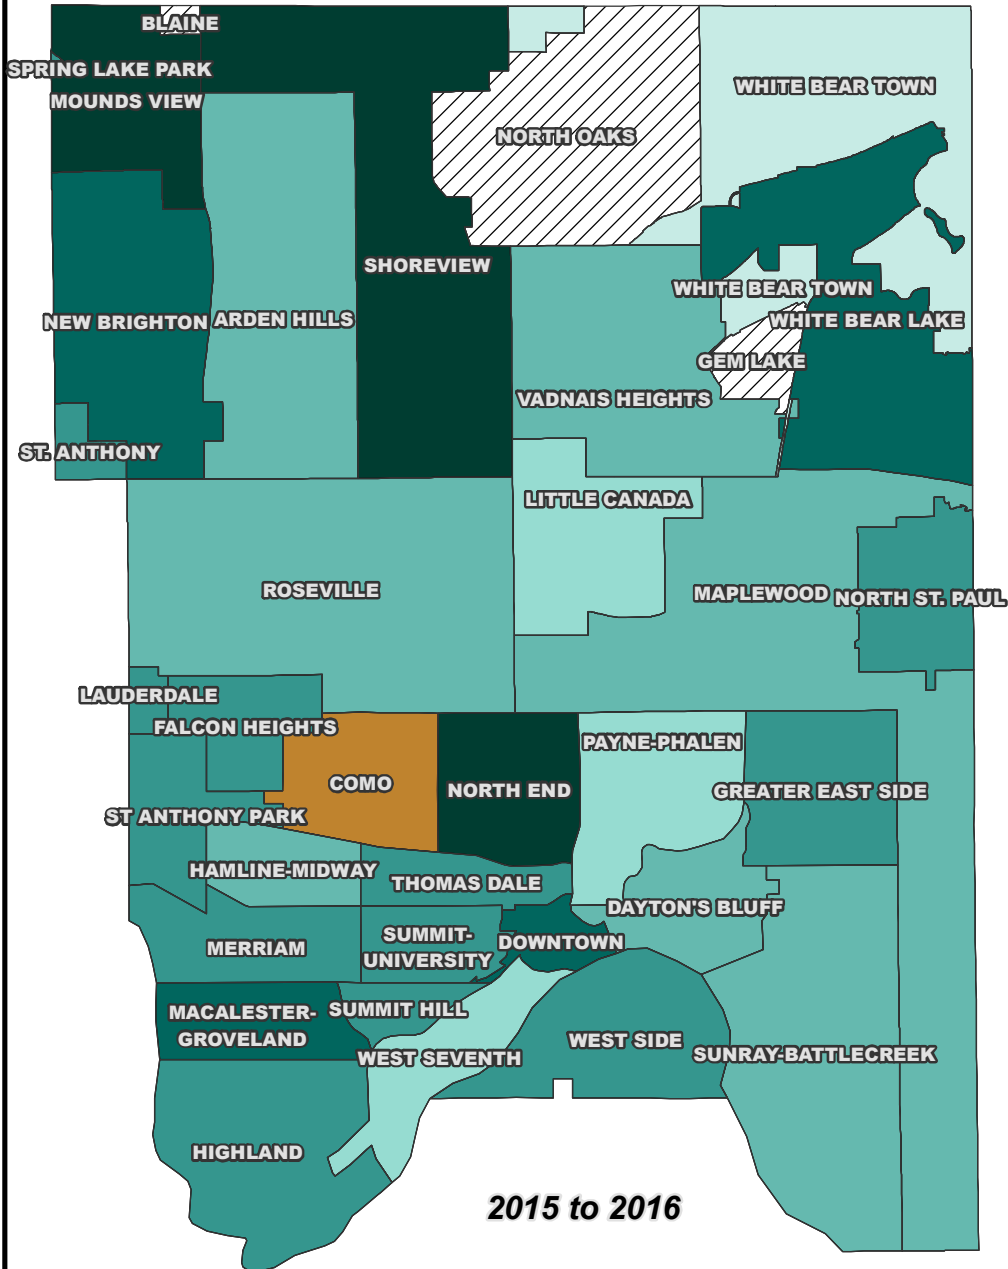 BLAINE
SPRING LAKE PARK
MOUNDS VIEW
WHITE BEAR TOWN
NORTH OAKS
SHOREVIEW
WHITE BEAR TOWN
NEW BRIGHTON
ARDEN HILLS
WHITE BEAR LAKE
GEM LAKE
VADNAIS HEIGHTS
ST. ANTHONY
LITTLE CANADA
ROSEVILLE
MAPLEWOOD
NORTH ST. PAUL
LAUDERDALE
FALCON HEIGHTS
PAYNE-PHALEN
COMO
NORTH END
GREATER EAST SIDE
ST ANTHONY PARK
HAMLINE-MIDWAY
THOMAS DALE
DAYTON'S BLUFF
MERRIAM
SUMMIT-
UNIVERSITY
DOWNTOWN
MACALESTER-
GROVELAND
SUMMIT HILL
WEST SIDE
WEST SEVENTH
SUNRAY-BATTLECREEK
HIGHLAND
2015 to 2016